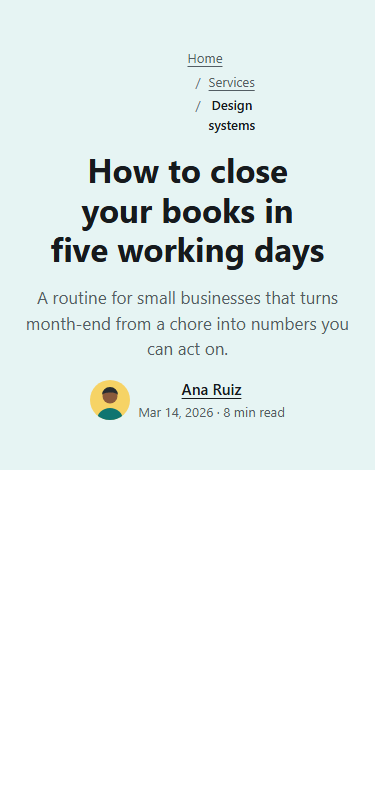 Home
/ Services
/ Design
systems
How to close
your books in
five working days
A routine for small businesses that turns
month-end from a chore into numbers you
can act on.
Ana Ruiz
Mar 14, 2026 · 8 min read